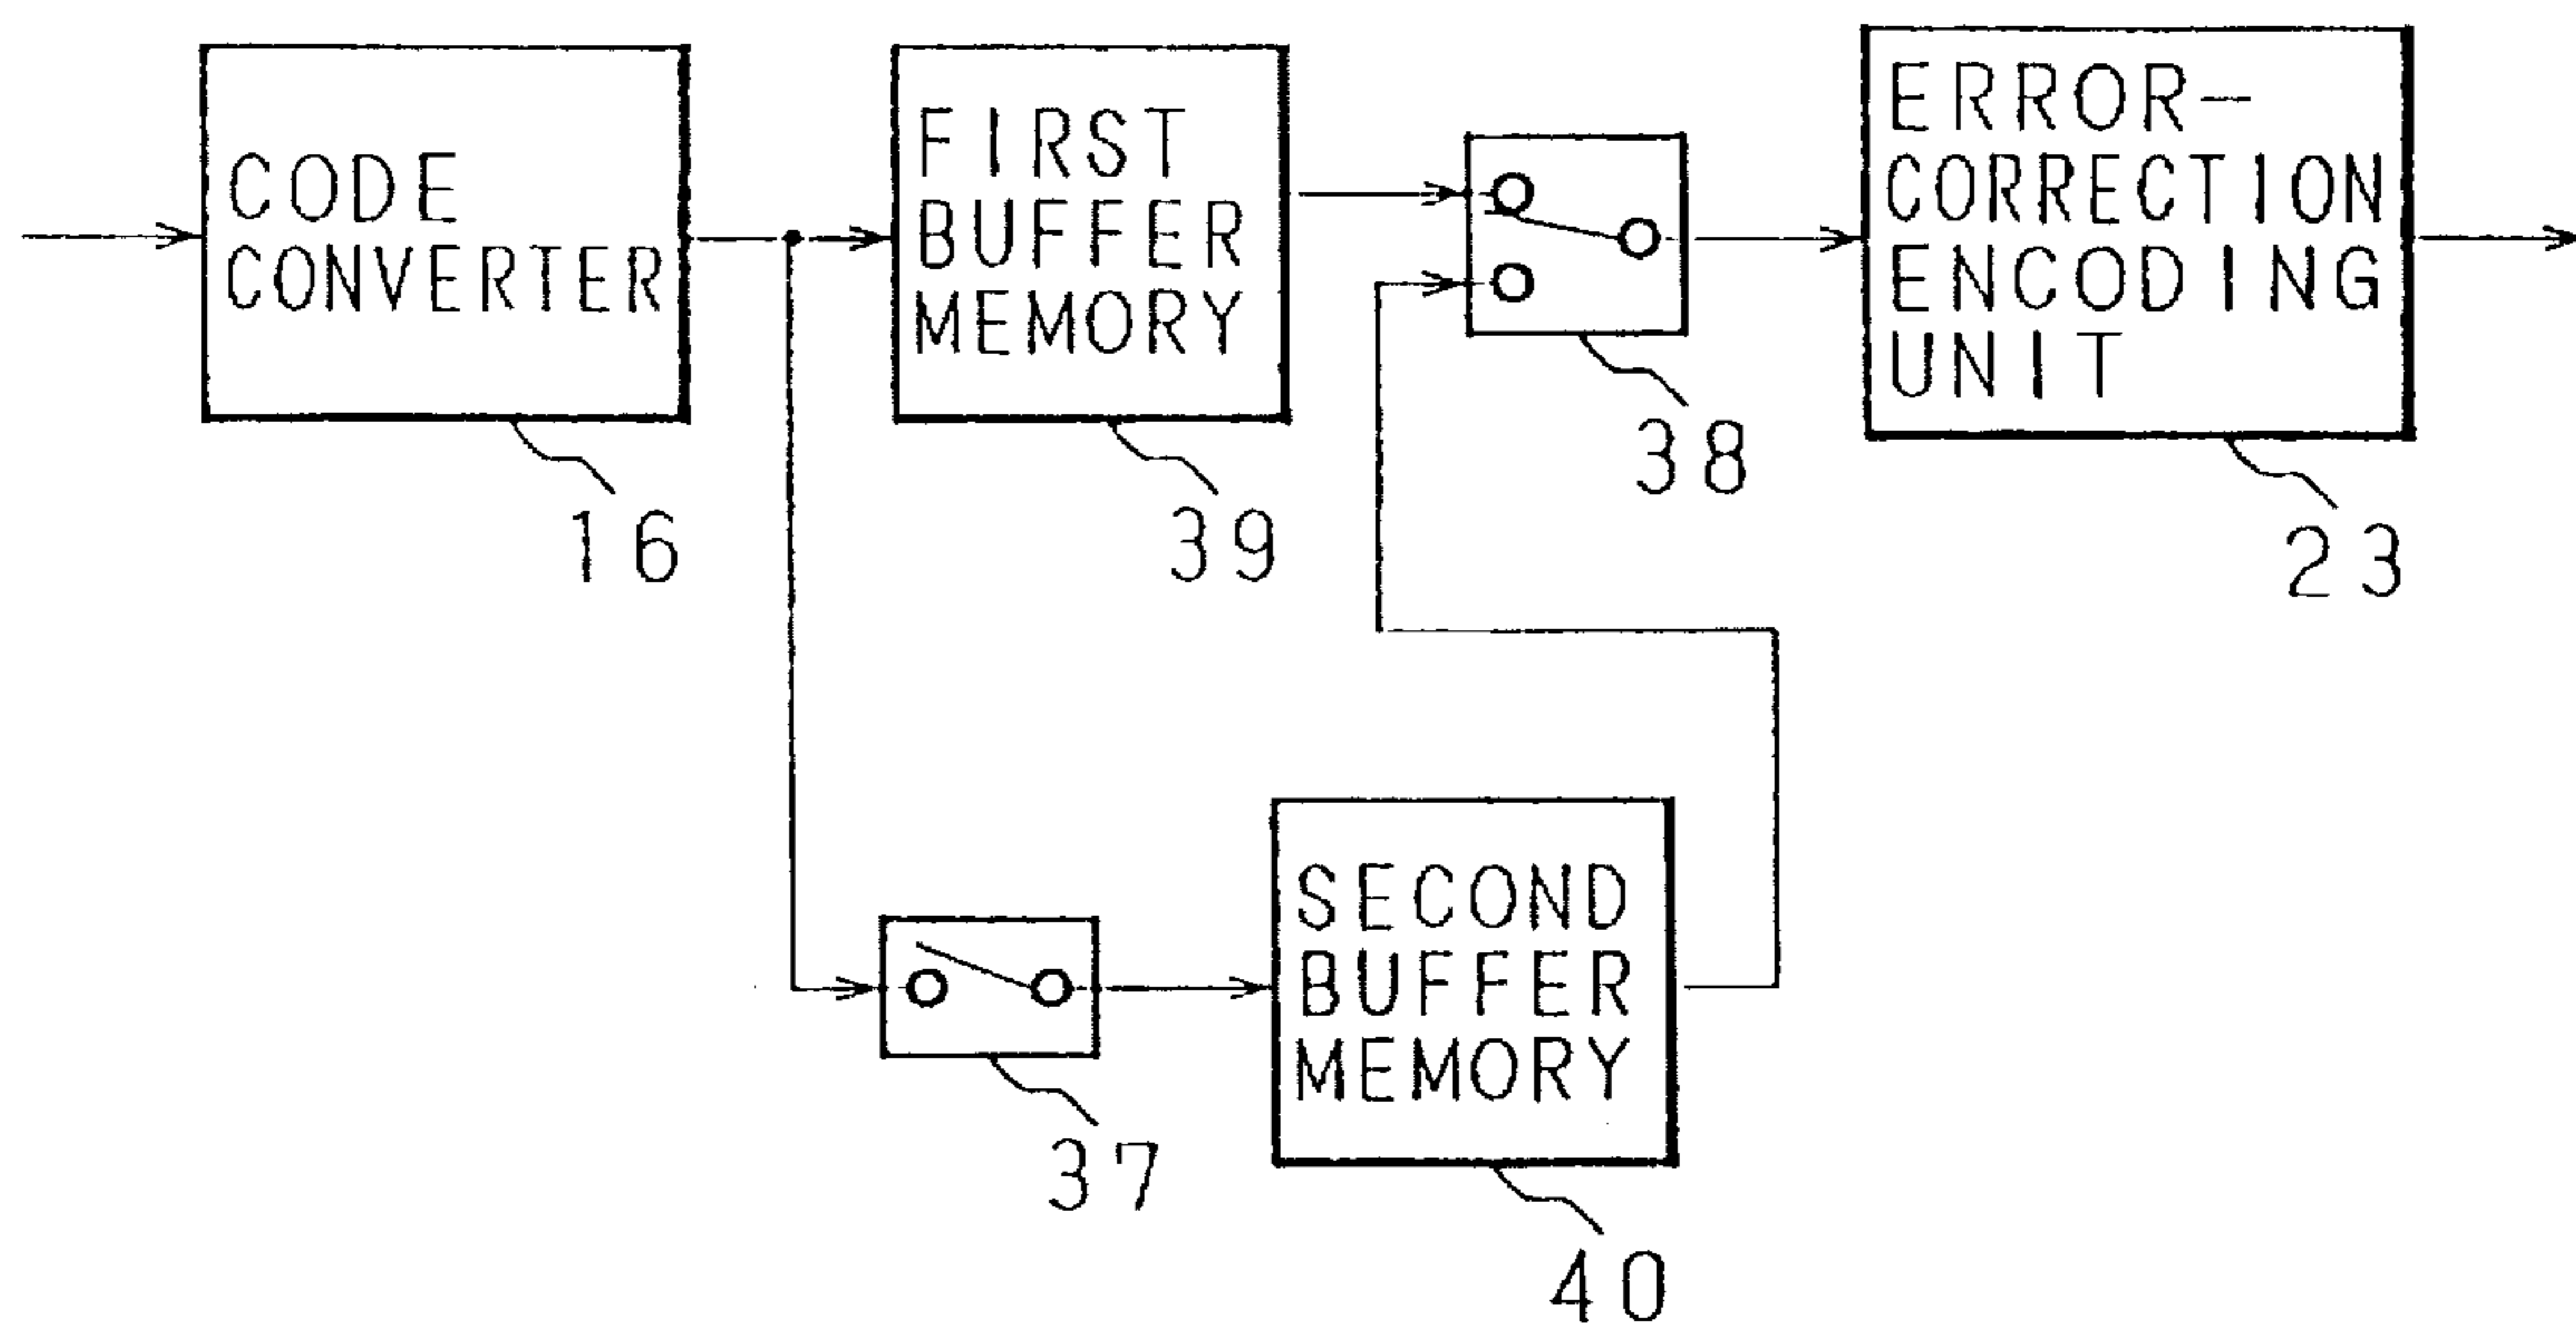 CODE
CONVERTER
16
FIRST
BUFFER
MEMORY
39
38
ERROR-
CORRECTION
ENCODING
UNIT
23
37
SECOND
BUFFER
MEMORY
40